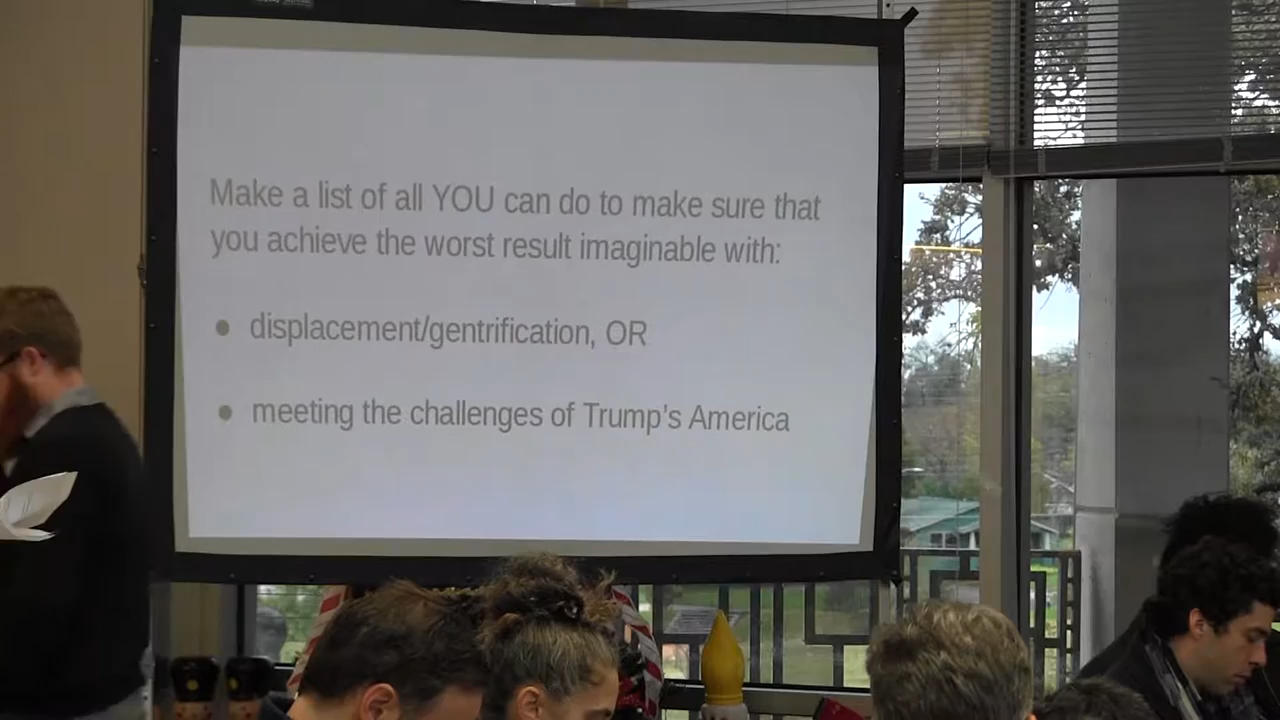 Make a list of all YOU can do to make sure that
you achieve the worst result imaginable with:
• displacement/gentrification, OR
• meeting the challenges of Trump's America